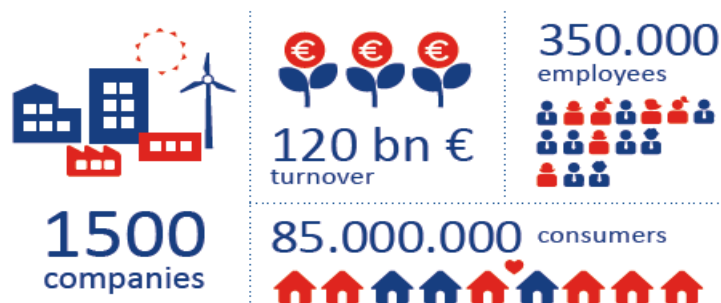 1500
companies
€ € €
120 bn €
turnover
350.000
employees
85.000.000 consumers